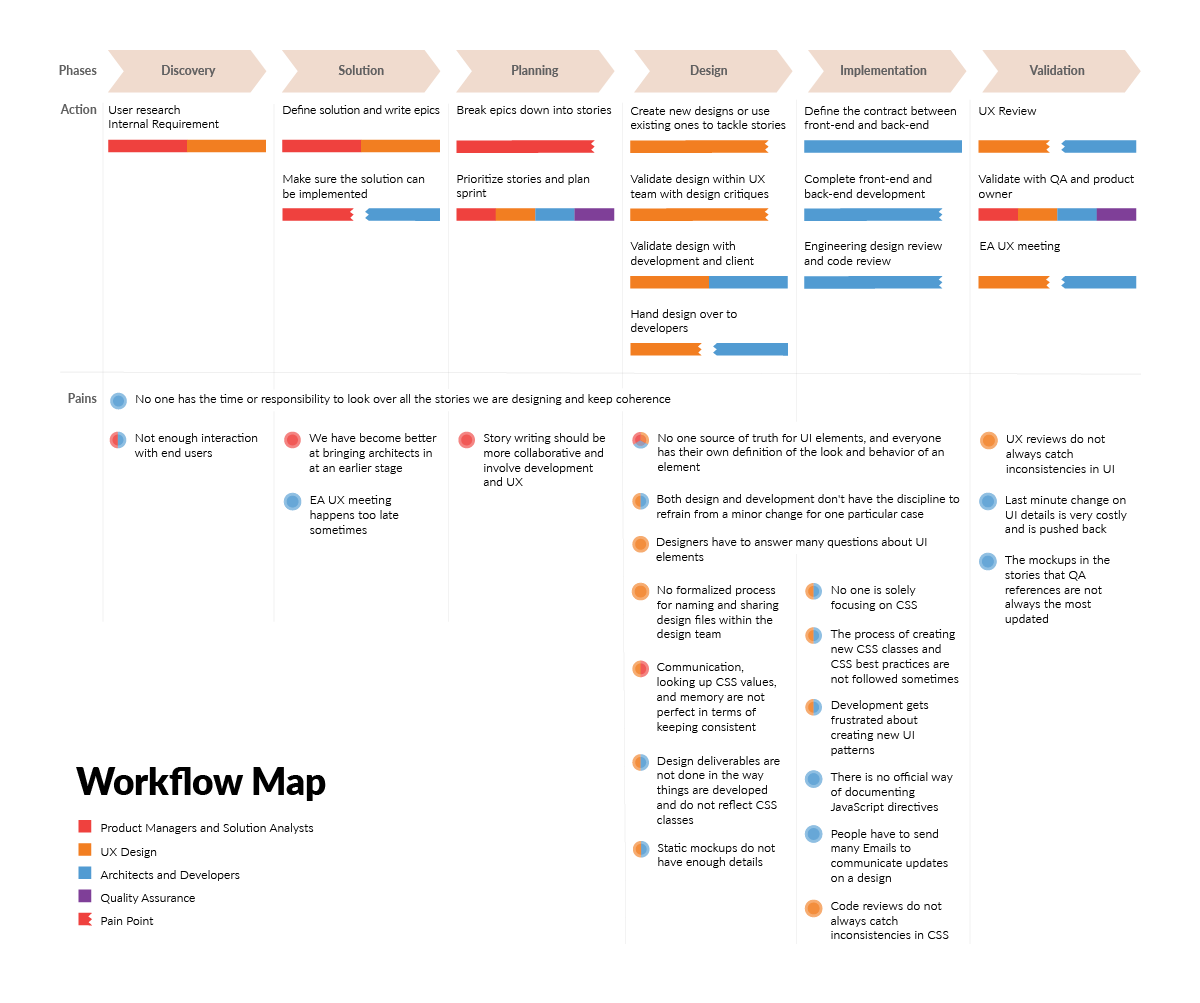 Phases
Discovery
Solution
Planning
Design
Implementation
Validation
Action
User research
Internal Requirement
Define solution and write epics
Make sure the solution can
be implemented
Break epics down into stories
Prioritize stories and plan
sprint
Create new designs or use
existing ones to tackle stories
Validate design within UX
team with design critiques
Validate design with
development and client
Hand design over to
developers
Define the contract between
front-end and back-end
Complete front-end and
back-end development
Engineering design review
and code review
UX Review
Validate with QA and product
owner
EA UX meeting
Pains
No one has the time or responsibility to look over all the stories we are designing and keep coherence
Not enough interaction
with end users
We have become better
at bringing architects in
at an earlier stage
EA UX meeting
happens too late
sometimes
Story writing should be
more collaborative and
involve development
and UX
No one source of truth for UI elements, and everyone
has their own definition of the look and behavior of an
element
Both design and development don't have the discipline to
refrain from a minor change for one particular case
Designers have to answer many questions about UI
elements
No formalized process
for naming and sharing
design files within the
design team
Communication,
looking up CSS values,
and memory are not
perfect in terms of
keeping consistent
Design deliverables are
not done in the way
things are developed
and do not reflect CSS
classes
Static mockups do not
have enough details
No one is solely
focusing on CSS
The process of creating
new CSS classes and
CSS best practices are
not followed sometimes
Development gets
frustrated about
creating new UI
patterns
There is no official way
of documenting
JavaScript directives
People have to send
many Emails to
communicate updates
on a design
Code reviews do not
always catch
inconsistencies in CSS
UX reviews do not
always catch
inconsistencies in UI
Last minute change on
UI details is very costly
and is pushed back
The mockups in the
stories that QA
references are not
always the most
updated
Workflow Map
Product Managers and Solution Analysts
UX Design
Architects and Developers
Quality Assurance
Pain Point